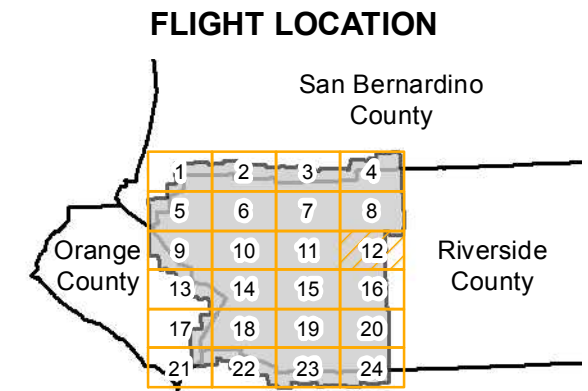 FLIGHT LOCATION
San Bernardino
County
1 2 3 4
5 6 7 8
9 10 11 12
Orange
County
Riverside
County
13 14 15 16
17 18 19 20
21 22 23 24